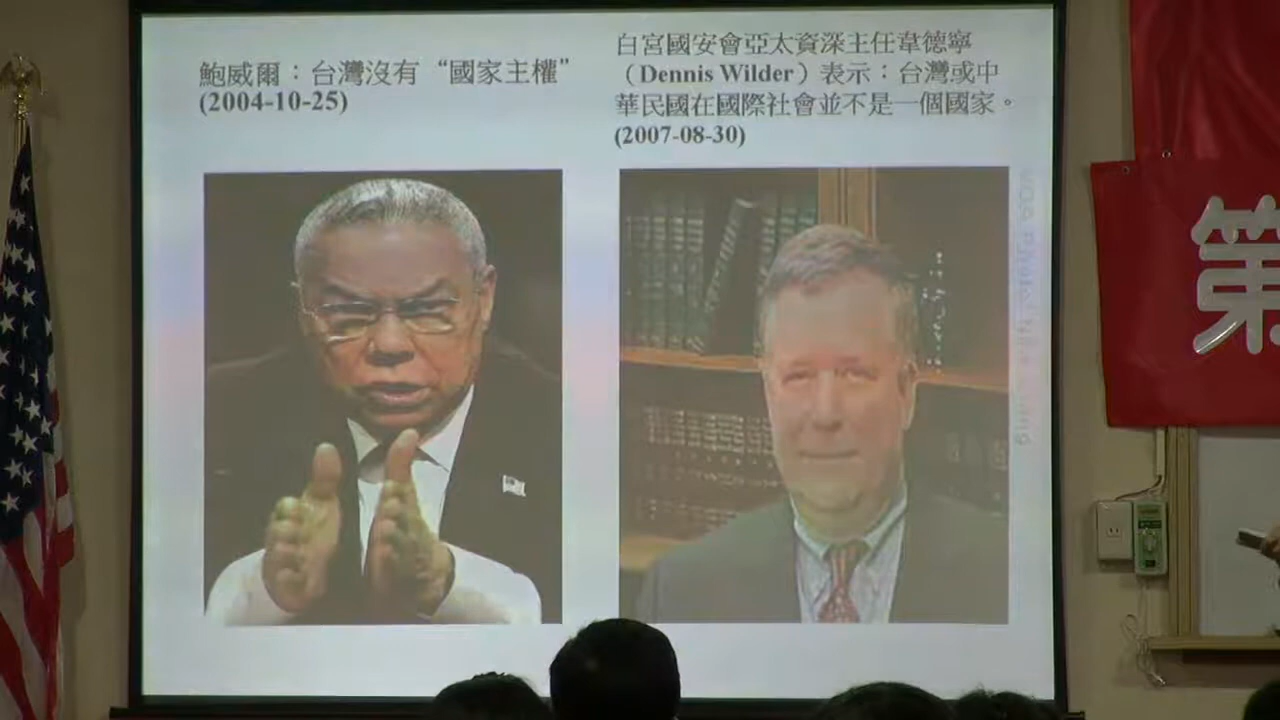 鮑威爾：台灣沒有“國家主權”
(2004-10-25)
白宮國安會亞太資深主任韋德寧
（Dennis Wilder）表示：台灣或中
華民國在國際社會並不是一個國家。
(2007-08-30)
第